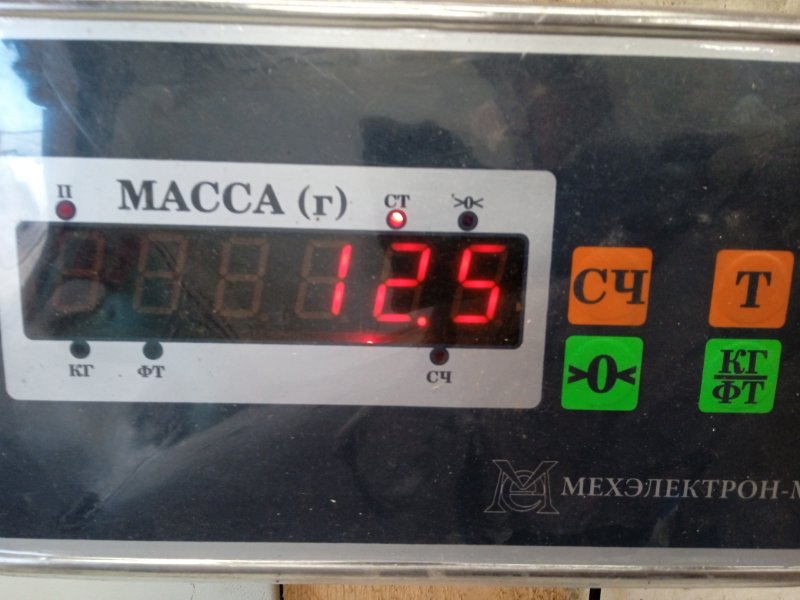 П МАССА (г) СТ >0<
12.5
КГ ФТ СЧ
СЧ Т
>0< КГ
ФТ
МЕХЭЛЕКТРОН-М